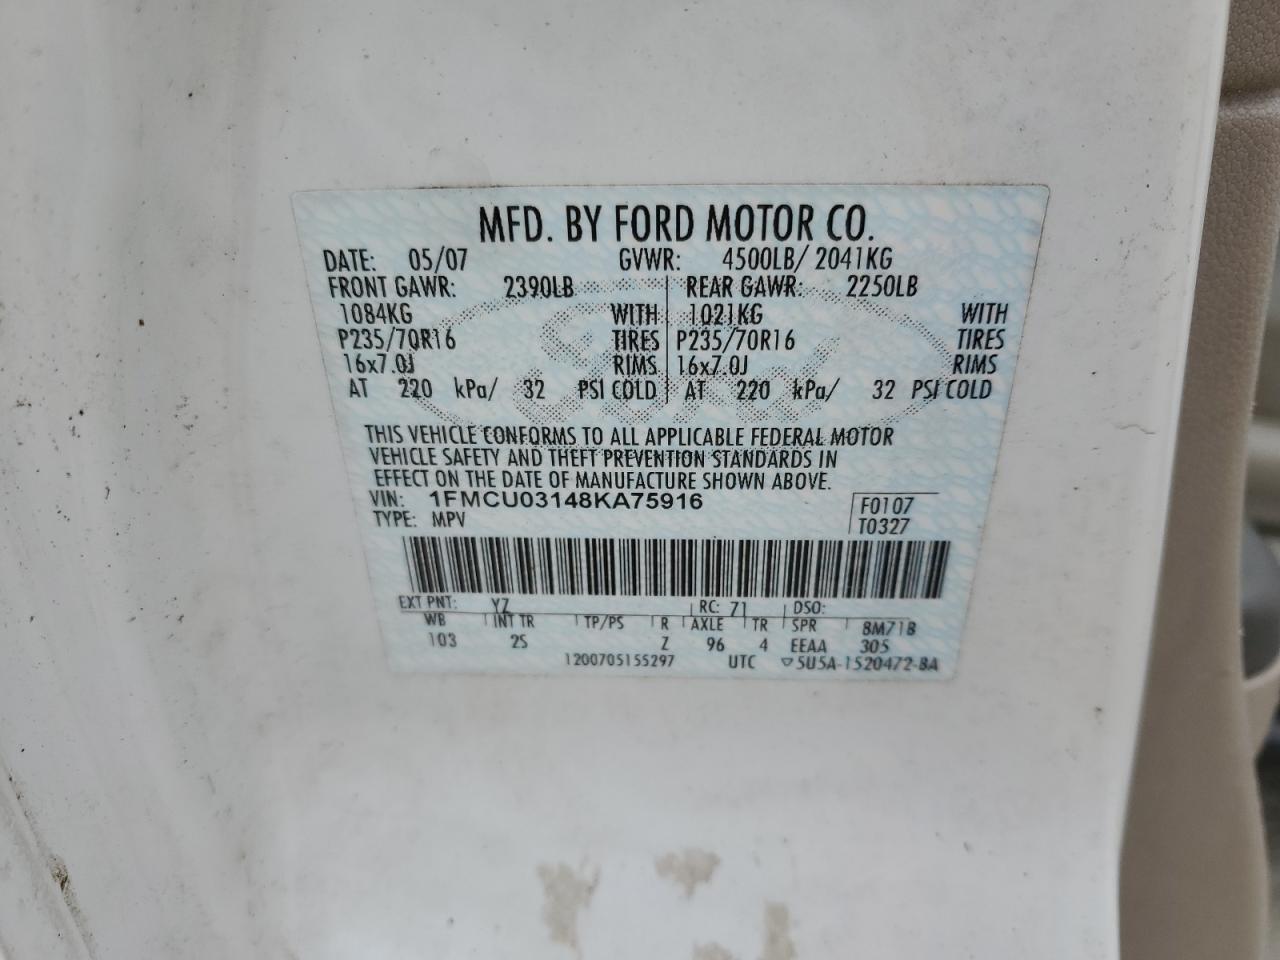 MFD. BY FORD MOTOR CO.
DATE: 05/07 GVWR: 4500LB/ 2041KG
FRONT GAWR: 2390LB REAR GAWR: 2250LB
1084KG WITH 1021KG WITH
P235/70R16 TIRES P235/70R16 TIRES
16x7.0J RIMS 16x7.0J RIMS
AT 220 kPa/ 32 PSI COLD AT 220 kPa/ 32 PSI COLD
THIS VEHICLE CONFORMS TO ALL APPLICABLE FEDERAL MOTOR
VEHICLE SAFETY AND THEFT PREVENTION STANDARDS IN
EFFECT ON THE DATE OF MANUFACTURE SHOWN ABOVE.
VIN: 1FMCU03148KA75916 F0107
TYPE: MPV T0327
EXT PNT: YZ RC: 71 DSO:
WB INT TR TP/PS R AXLE TR SPR 8M71B
103 2S Z 96 4 EEAA 305
1200705155297 UTC ▽5U5A-1520472-BA
Ford